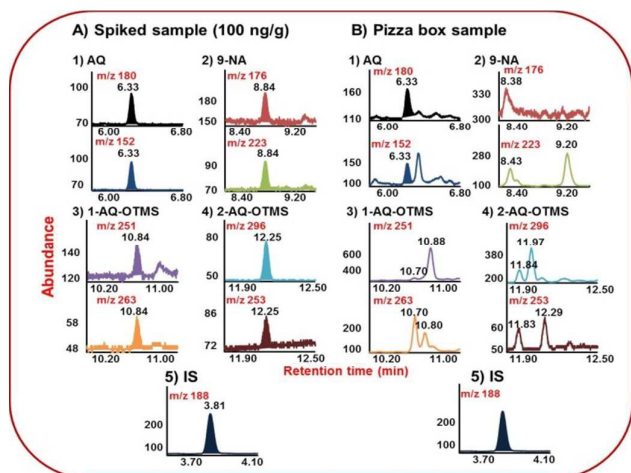 A) Spiked sample (100 ng/g)
1) AQ
m/z 180
6.33
100
70
6.00
6.80
m/z 152
6.33
100
70
6.00
6.80
2) 9-NA
m/z 176
8.84
180
150
8.40
9.20
m/z 223
8.84
90
70
8.40
9.20
3) 1-AQ-OTMS
m/z 251
10.84
140
120
10.20
11.00
m/z 263
10.84
58
48
10.20
11.00
4) 2-AQ-OTMS
m/z 296
12.25
80
50
11.90
12.50
m/z 253
12.25
86
72
11.90
12.50
5) IS
m/z 188
3.81
200
100
3.70
4.10
B) Pizza box sample
1) AQ
m/z 180
6.33
160
110
6.00
6.80
m/z 152
6.33
150
100
6.00
6.80
2) 9-NA
m/z 176
8.38
330
300
8.40
9.20
m/z 223
8.43
9.20
280
100
8.40
9.20
3) 1-AQ-OTMS
m/z 251
10.88
10.70
600
400
10.20
11.00
m/z 263
10.70
10.80
200
100
10.20
11.00
4) 2-AQ-OTMS
m/z 296
11.97
11.84
380
200
11.90
12.50
m/z 253
12.29
11.83
60
50
11.90
12.50
5) IS
m/z 188
200
100
3.70
4.10
Abundance
Retention time (min)